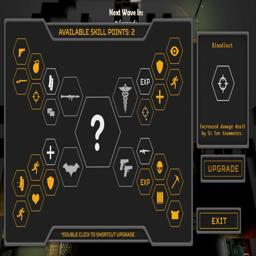 Next Wave In:
AVAILABLE SKILL POINTS: 2
Bloodlust
EXP
?
Increased damage dealt
by 5% for teammates.
UPGRADE
EXP
EXIT
*DOUBLE CLICK TO SHORTCUT UPGRADE